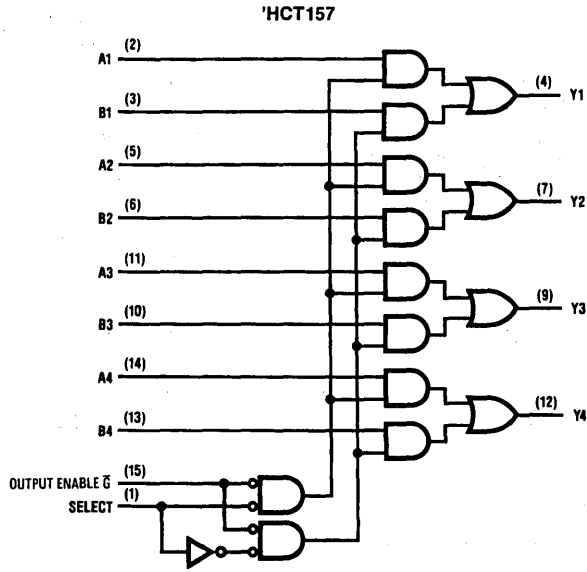 'HCT157
A1 (2)
(4) Y1
B1 (3)
A2 (5)
(7) Y2
B2 (6)
A3 (11)
(9) Y3
B3 (10)
A4 (14)
(12) Y4
B4 (13)
OUTPUT ENABLE G̅ (15)
SELECT (1)